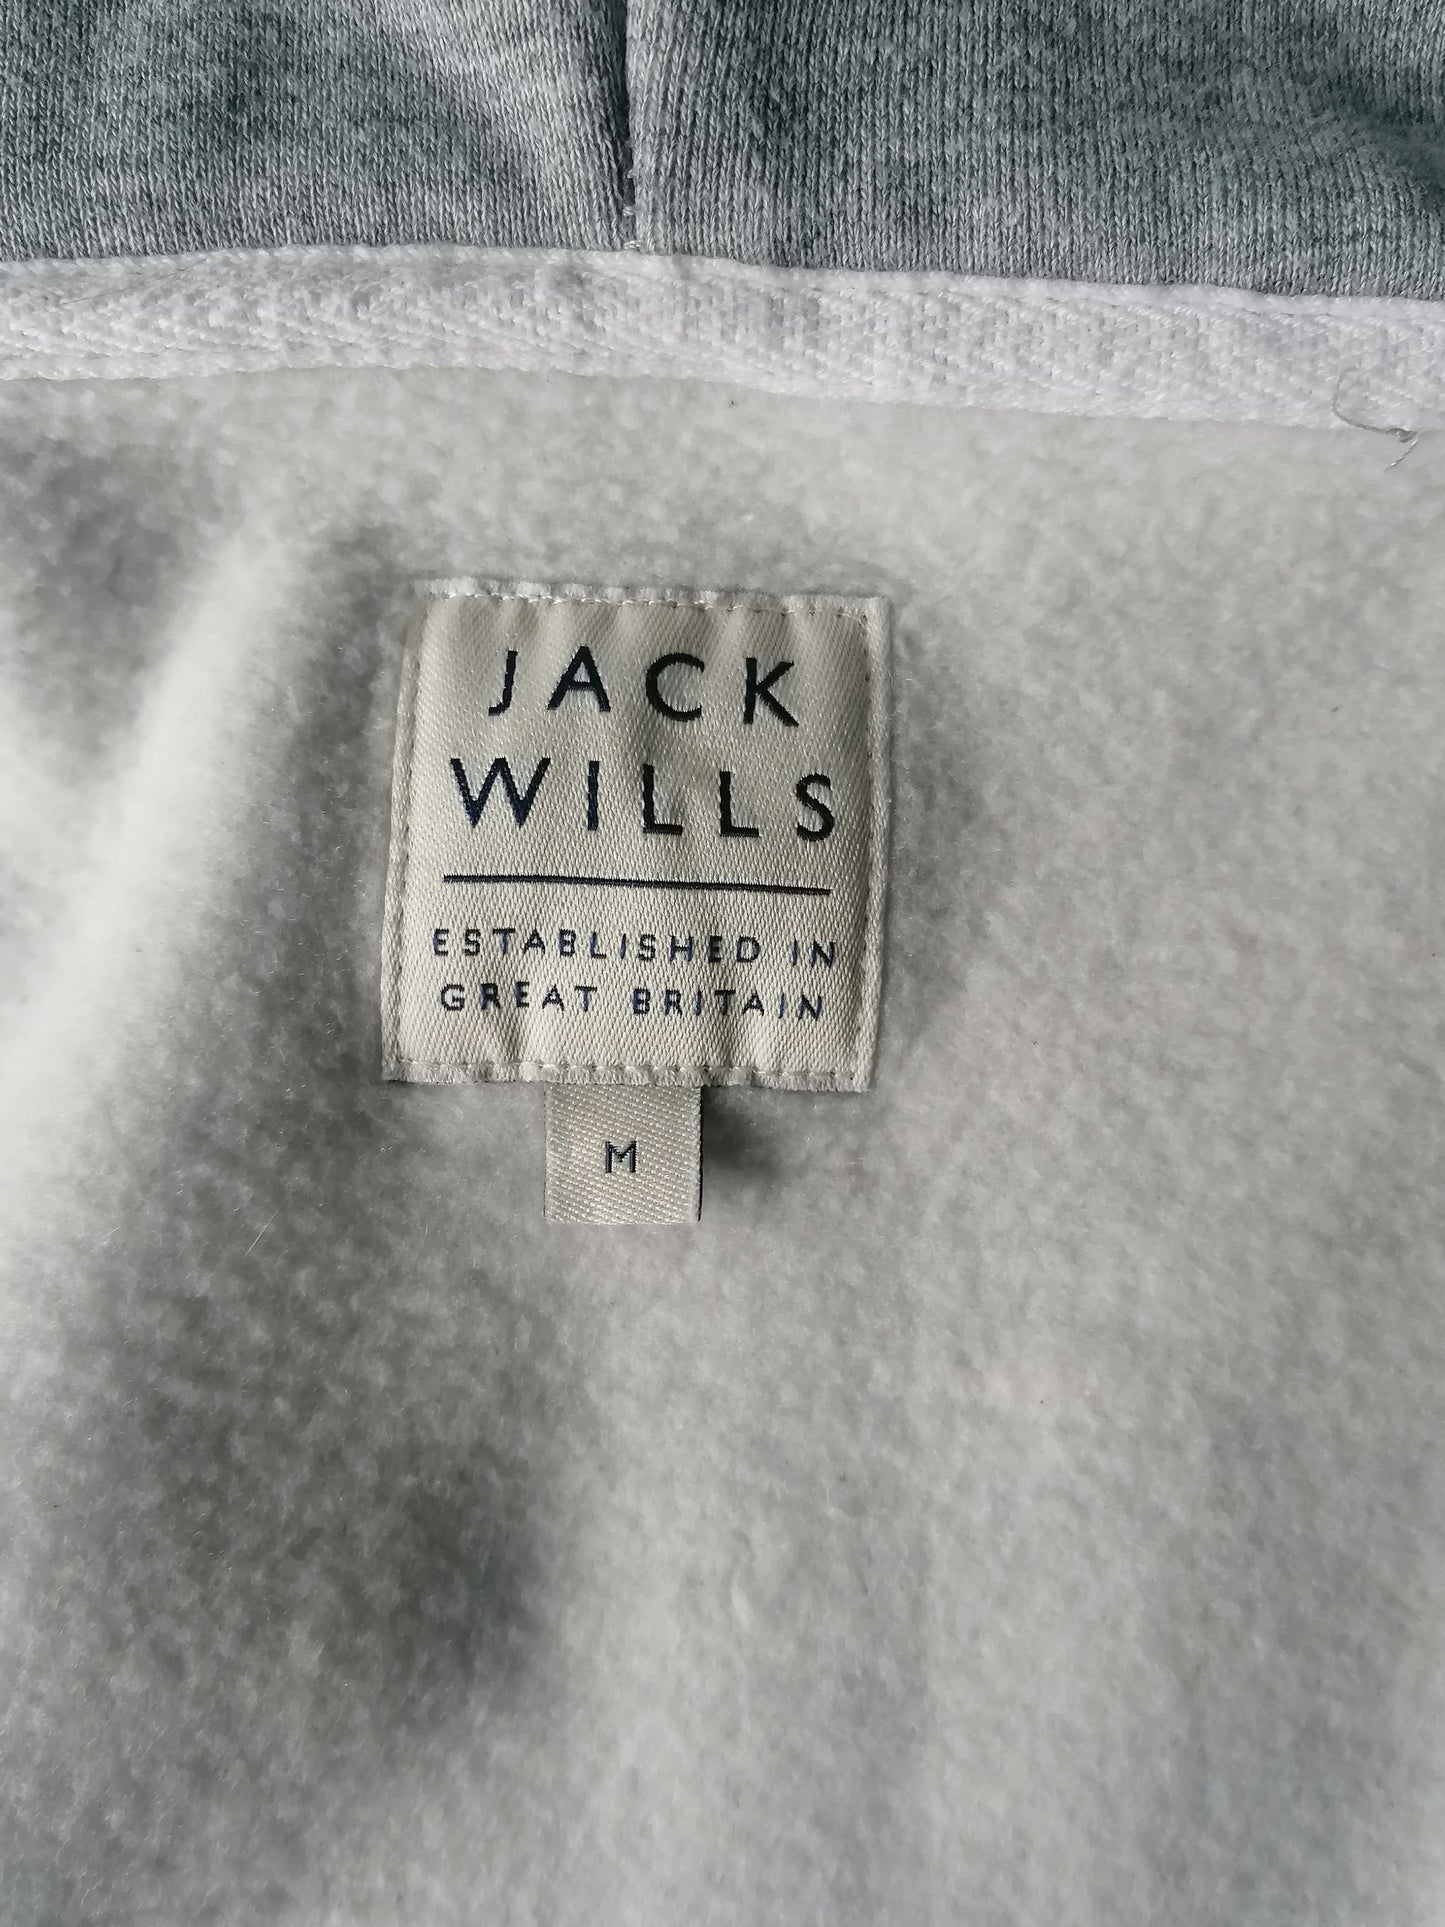 JACK
WILLS
ESTABLISHED IN
GREAT BRITAIN
M